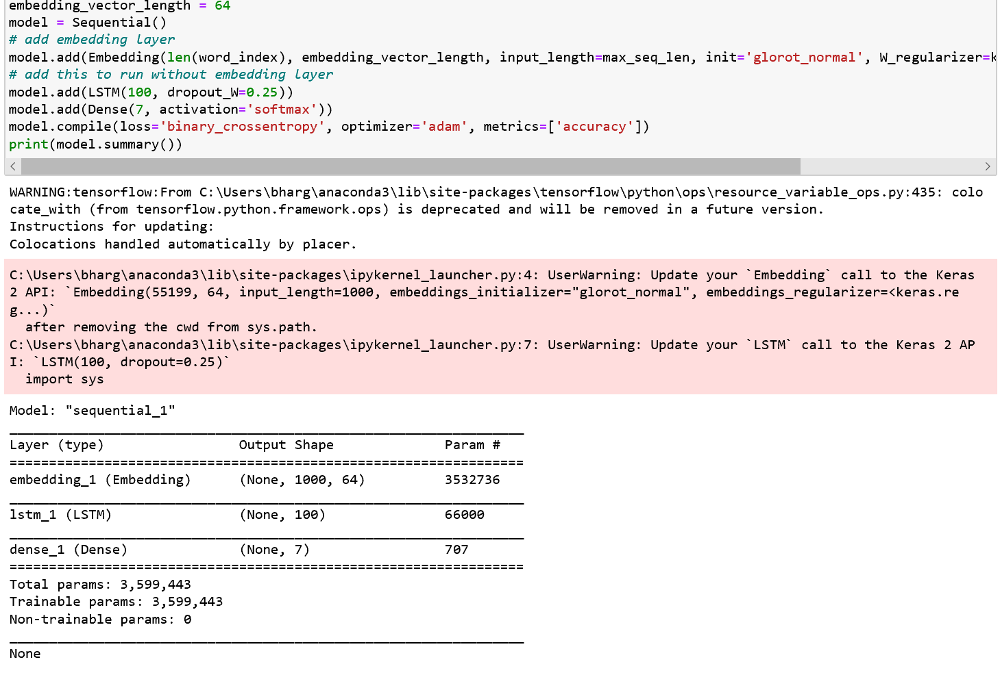 embedding_vector_length = 64
model = Sequential()
# add embedding layer
model.add(Embedding(len(word_index), embedding_vector_length, input_length=max_seq_len, init='glorot_normal', W_regularizer=k
# add this to run without embedding layer
model.add(LSTM(100, dropout_W=0.25))
model.add(Dense(7, activation='softmax'))
model.compile(loss='binary_crossentropy', optimizer='adam', metrics=['accuracy'])
print(model.summary())
WARNING:tensorflow:From C:\Users\bharg\anaconda3\lib\site-packages\tensorflow\python\ops\resource_variable_ops.py:435: colo
cate_with (from tensorflow.python.framework.ops) is deprecated and will be removed in a future version.
Instructions for updating:
Colocations handled automatically by placer.
C:\Users\bharg\anaconda3\lib\site-packages\ipykernel_launcher.py:4: UserWarning: Update your `Embedding` call to the Keras
2 API: `Embedding(55199, 64, input_length=1000, embeddings_initializer="glorot_normal", embeddings_regularizer=<keras.re
g...)`
after removing the cwd from sys.path.
C:\Users\bharg\anaconda3\lib\site-packages\ipykernel_launcher.py:7: UserWarning: Update your `LSTM` call to the Keras 2 AP
I: `LSTM(100, dropout=0.25)`
import sys
Model: "sequential_1"
_________________________________________________________________
Layer (type)                 Output Shape              Param #
=================================================================
embedding_1 (Embedding)      (None, 1000, 64)          3532736
_________________________________________________________________
lstm_1 (LSTM)                (None, 100)               66000
_________________________________________________________________
dense_1 (Dense)              (None, 7)                 707
=================================================================
Total params: 3,599,443
Trainable params: 3,599,443
Non-trainable params: 0
_________________________________________________________________
None